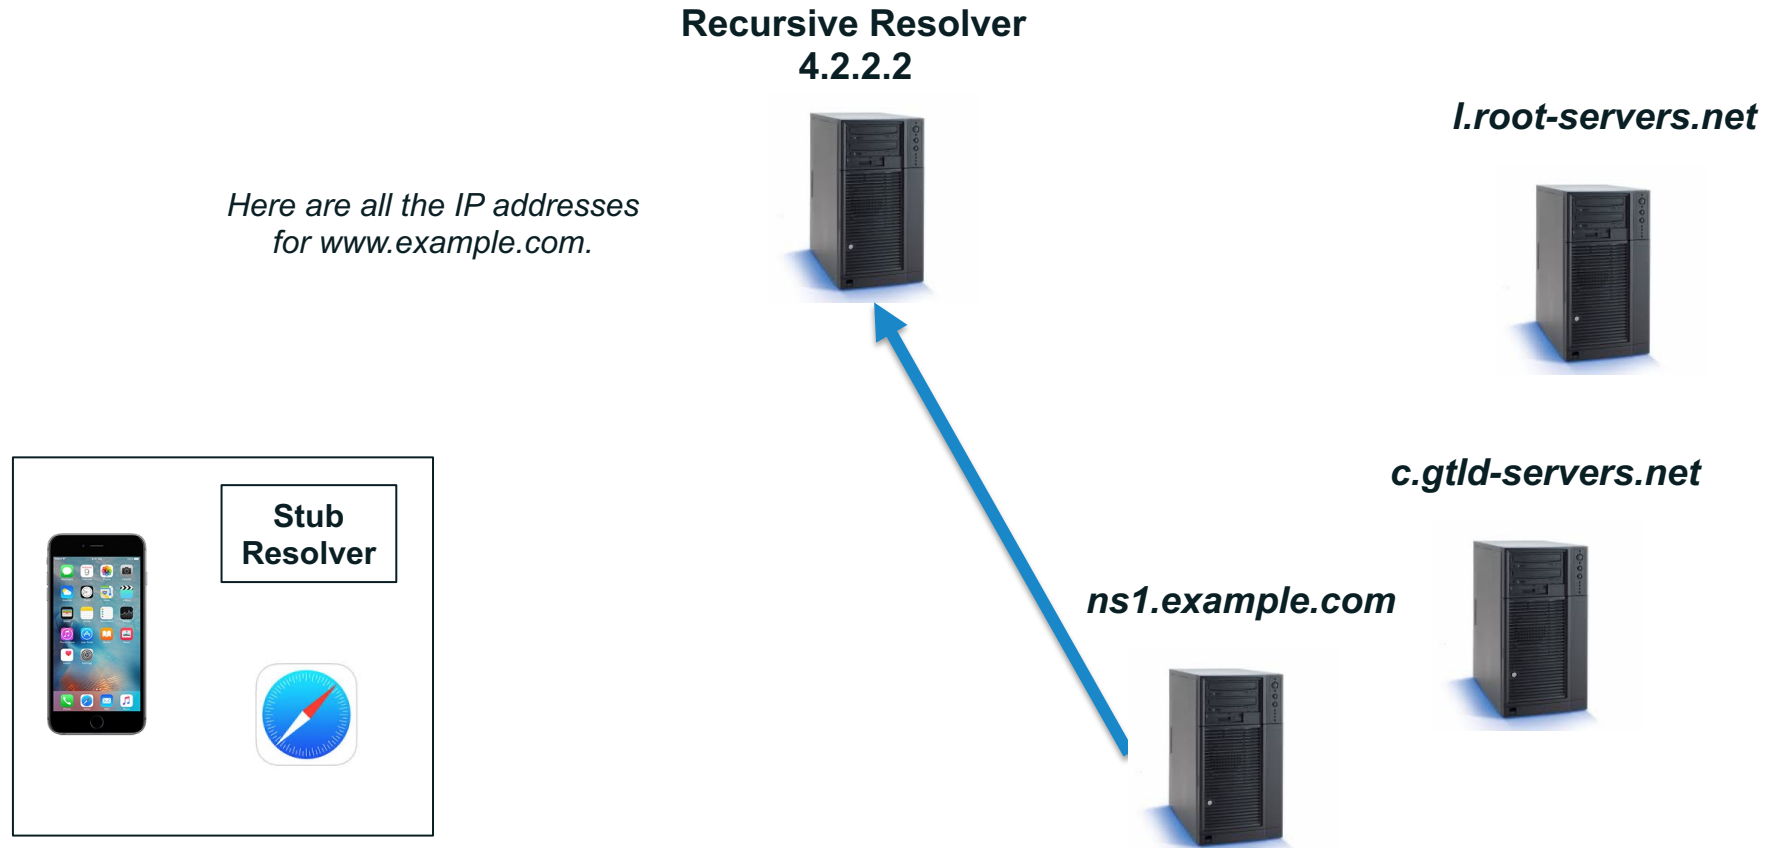 Recursive Resolver
4.2.2.2
l.root-servers.net
Here are all the IP addresses
for www.example.com.
c.gtld-servers.net
Stub
Resolver
ns1.example.com